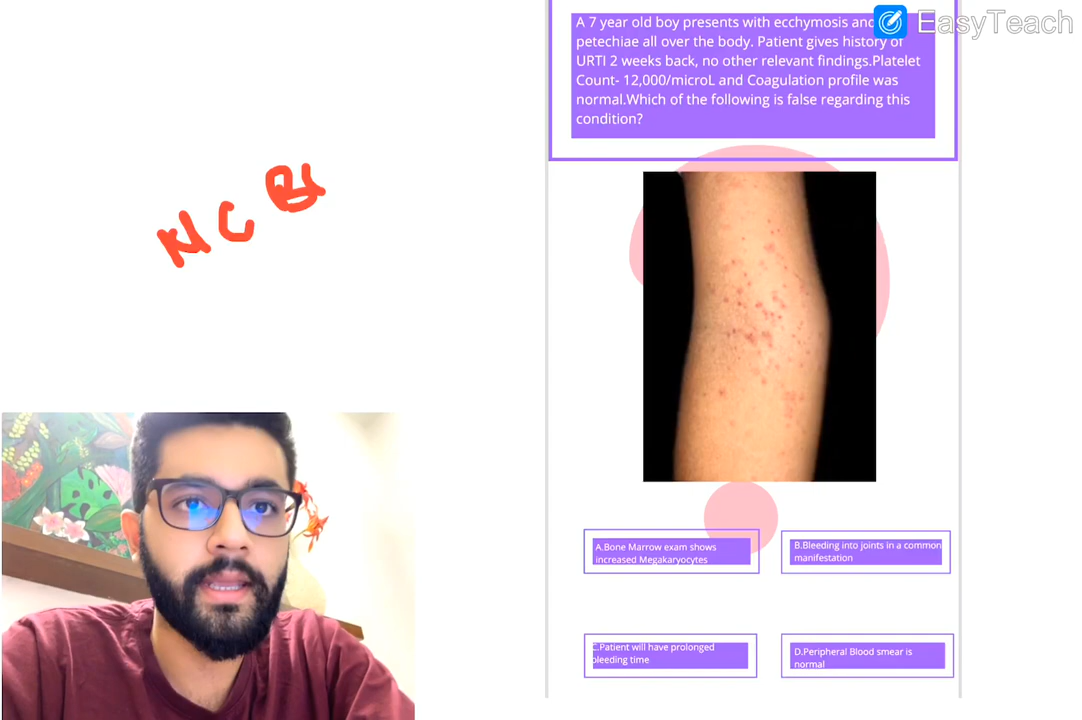 A 7 year old boy presents with ecchymosis and
petechiae all over the body. Patient gives history of
URTI 2 weeks back, no other relevant findings.Platelet
Count- 12,000/microL and Coagulation profile was
normal.Which of the following is false regarding this
condition?
EasyTeach
N C B
A.Bone Marrow exam shows
increased Megakaryocytes
B.Bleeding into joints in a common
manifestation
C.Patient will have prolonged
bleeding time
D.Peripheral Blood smear is
normal